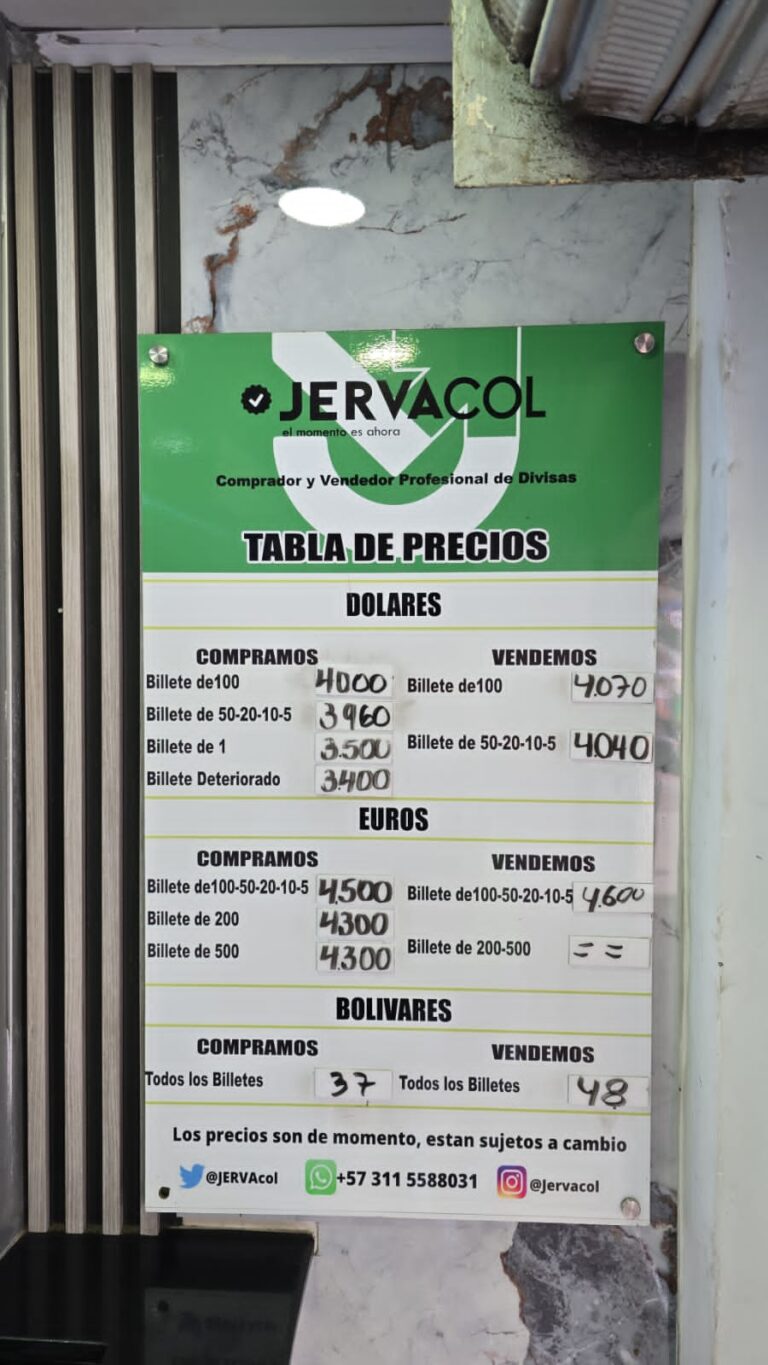 JERVACOL
el momento es ahora
Comprador y Vendedor Profesional de Divisas
TABLA DE PRECIOS
DOLARES
COMPRAMOS VENDEMOS
Billete de100 4000 Billete de100 4.070
Billete de 50-20-10-5 3960
Billete de 1 3.500 Billete de 50-20-10-5 4040
Billete Deteriorado 3.400
EUROS
COMPRAMOS VENDEMOS
Billete de100-50-20-10-5 4.500 Billete de100-50-20-10-5 4.600
Billete de 200 4300
Billete de 500 4.300 Billete de 200-500 = =
BOLIVARES
COMPRAMOS VENDEMOS
Todos los Billetes 37 Todos los Billetes 48
Los precios son de momento, estan sujetos a cambio
@JERVAcol +57 311 5588031 @Jervacol